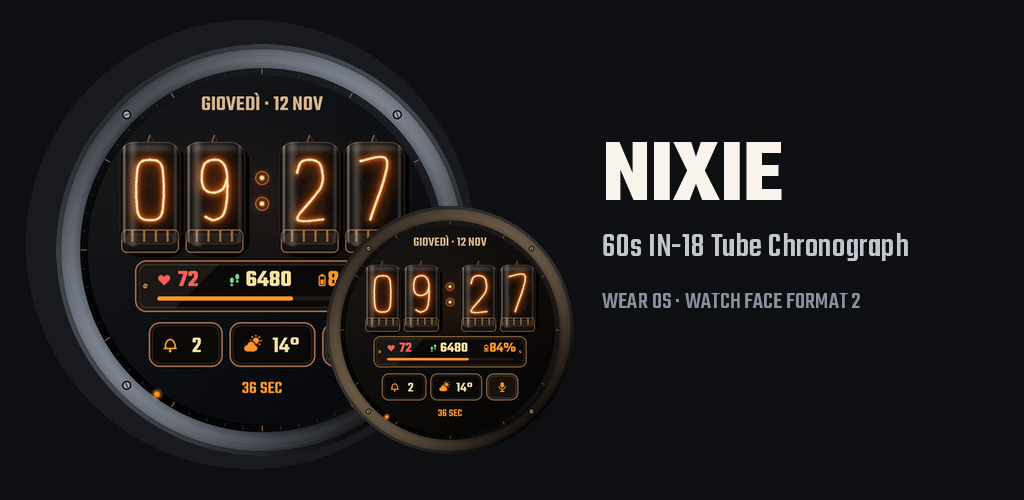 GIOVEDÌ · 12 NOV
09:27
72 6480 8
2 14°
36 SEC
GIOVEDÌ · 12 NOV
09:27
72 6480 84%
2 14°
36 SEC
NIXIE
60s IN-18 Tube Chronograph
WEAR OS · WATCH FACE FORMAT 2